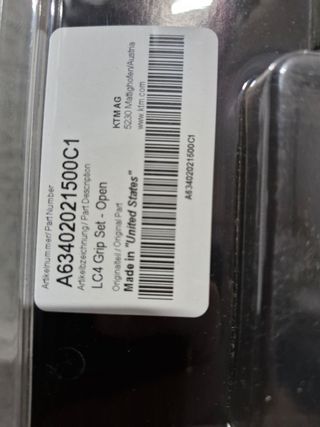 Artikelnummer/ Part Number
A63402021500C1
Artikelbezeichnung / Part Description
LC4 Grip Set - Open
Originalteil / Original Part
Made in "United States"
KTM AG
5230 Mattighofen/Austria
www.ktm.com
A63402021500C1